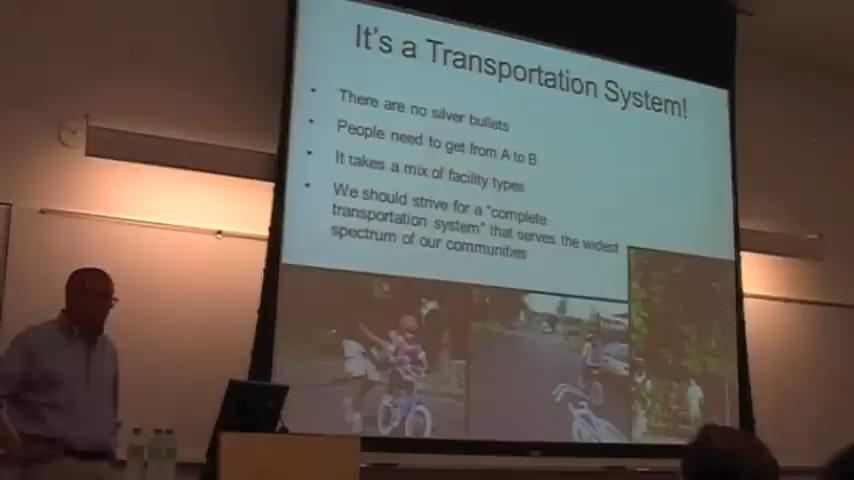 It's a Transportation System!
There are no silver bullets
People need to get from A to B
It takes a mix of facility types
We should strive for a "complete
transportation system" that serves the widest
spectrum of our communities